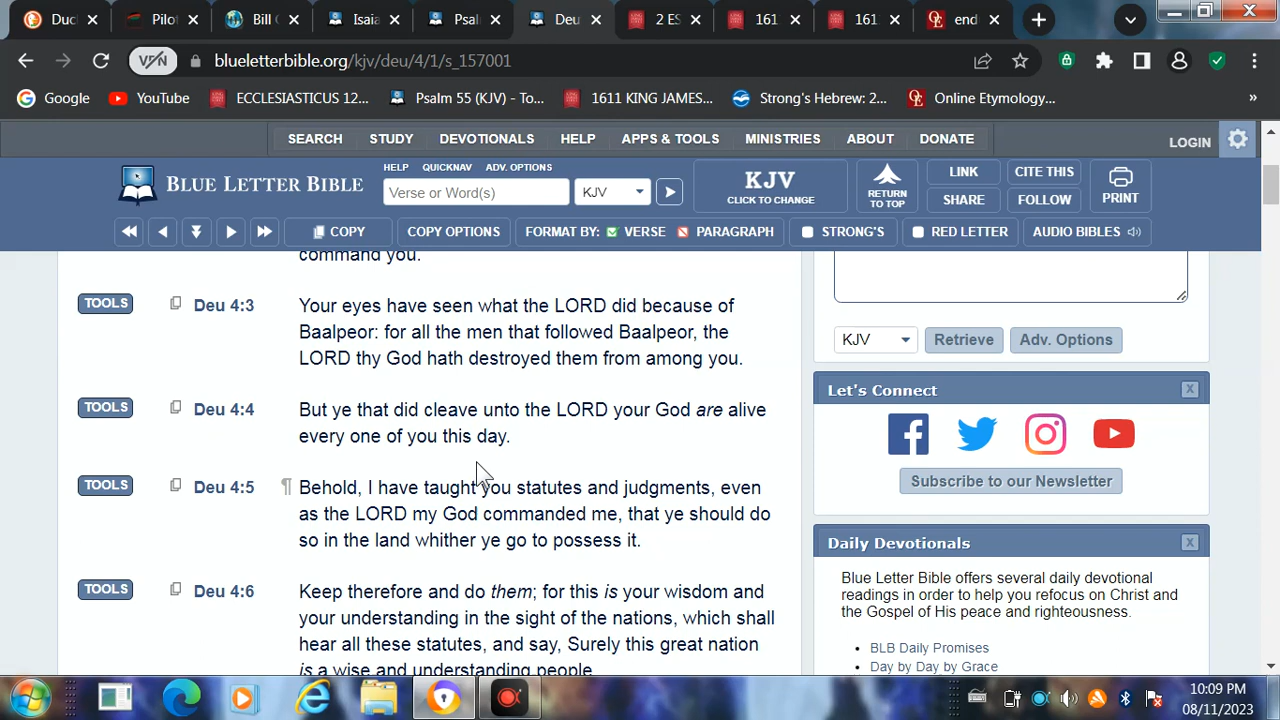 Ducl
Pilot
Bill C
Isaia
Psan
Deu
2 ES
161
161
end
VPN
blueletterbible.org/kjv/deu/4/1/s_157001
Google
YouTube
ECCLESIASTICUS 12...
Psalm 55 (KJV) - To...
1611 KING JAMES...
Strong's Hebrew: 2...
Online Etymology...
»
SEARCH STUDY DEVOTIONALS HELP APPS & TOOLS MINISTRIES ABOUT DONATE
LOGIN
BLUE LETTER BIBLE
HELP QUICKNAV ADV. OPTIONS
Verse or Word(s)
KJV
KJV
CLICK TO CHANGE
RETURN
TO TOP
LINK
CITE THIS
SHARE
FOLLOW
PRINT
COPY
COPY OPTIONS
FORMAT BY: VERSE PARAGRAPH
STRONG'S
RED LETTER
AUDIO BIBLES
command you.
TOOLS Deu 4:3 Your eyes have seen what the LORD did because of
Baalpeor: for all the men that followed Baalpeor, the
LORD thy God hath destroyed them from among you.
TOOLS Deu 4:4 But ye that did cleave unto the LORD your God are alive
every one of you this day.
TOOLS Deu 4:5 ¶ Behold, I have taught you statutes and judgments, even
as the LORD my God commanded me, that ye should do
so in the land whither ye go to possess it.
TOOLS Deu 4:6 Keep therefore and do them; for this is your wisdom and
your understanding in the sight of the nations, which shall
hear all these statutes, and say, Surely this great nation
is a wise and understanding people.
KJV
Retrieve
Adv. Options
Let's Connect
X
Subscribe to our Newsletter
Daily Devotionals
X
Blue Letter Bible offers several daily devotional
readings in order to help you refocus on Christ and
the Gospel of His peace and righteousness.
• BLB Daily Promises
• Day by Day by Grace
10:09 PM
08/11/2023